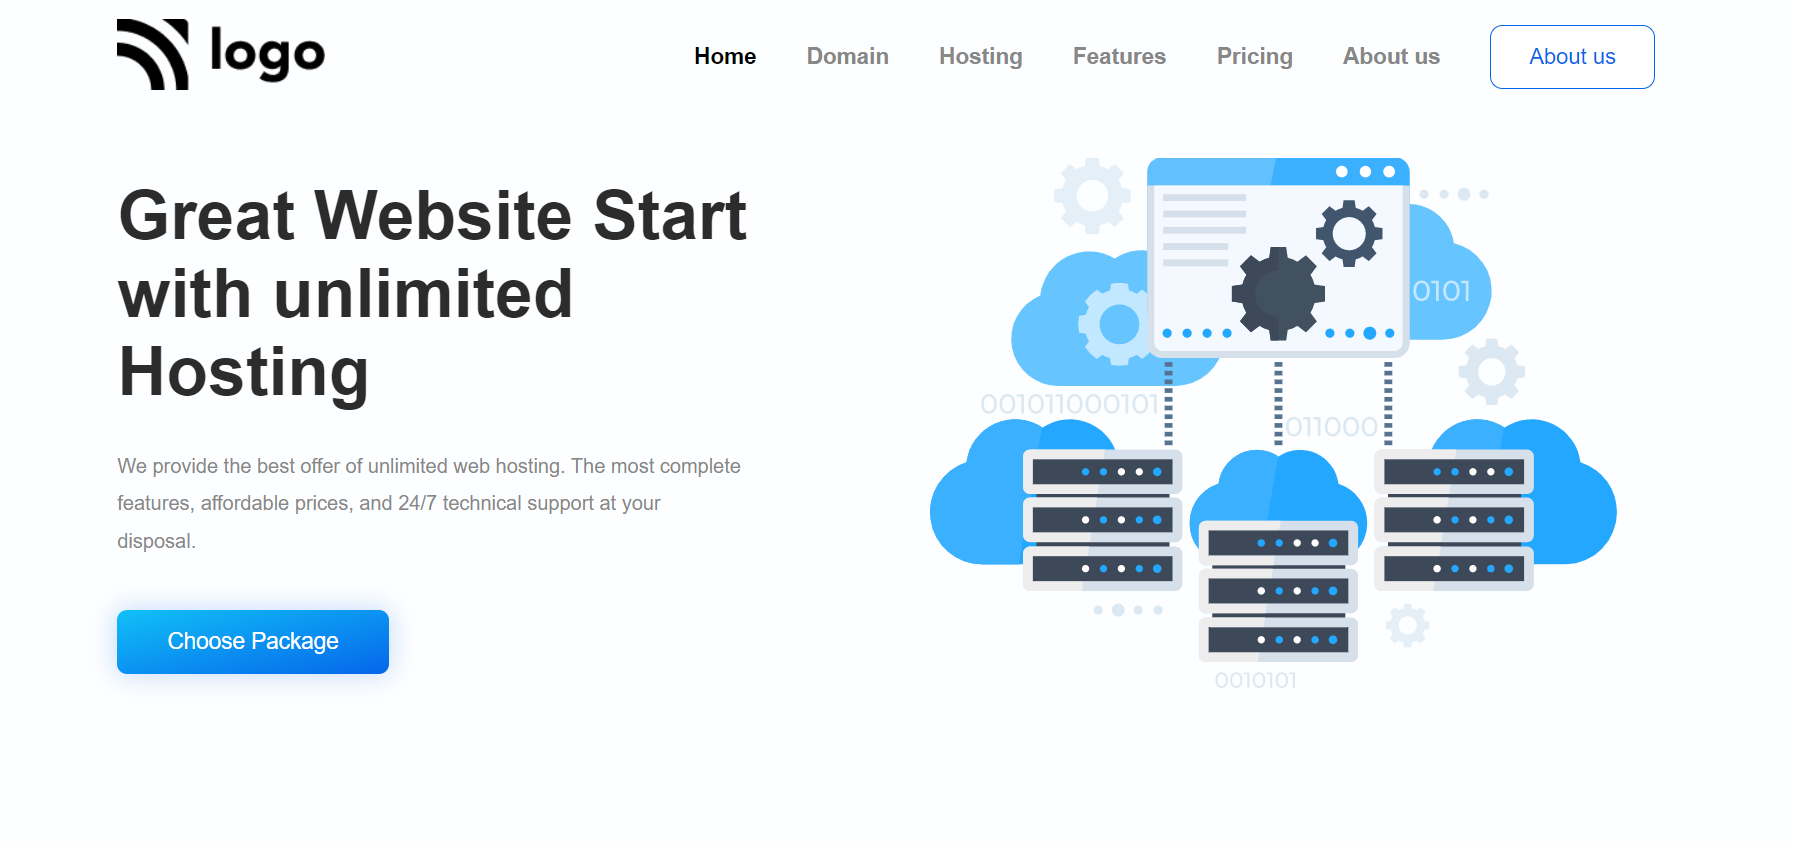 logo
Home Domain Hosting Features Pricing About us About us
Great Website Start
with unlimited
Hosting
We provide the best offer of unlimited web hosting. The most complete
features, affordable prices, and 24/7 technical support at your
disposal.
Choose Package
0101
001011000101
011000
0010101